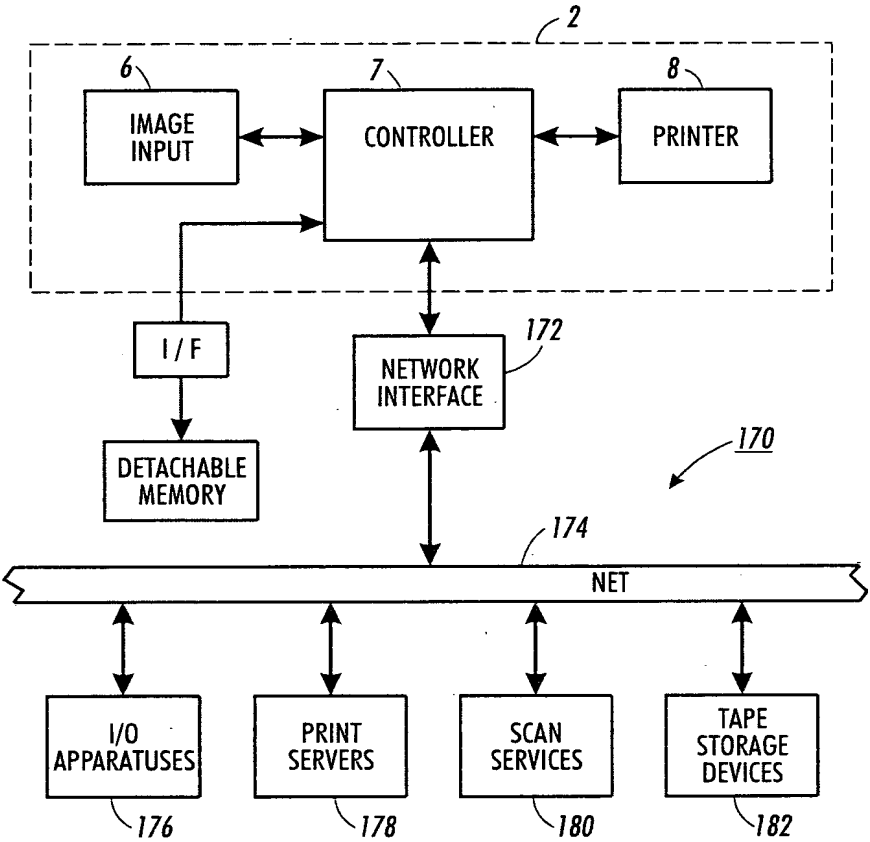 2
6
7
8
IMAGE
INPUT
CONTROLLER
PRINTER
I / F
172
NETWORK
INTERFACE
170
DETACHABLE
MEMORY
174
NET
I/O
APPARATUSES
PRINT
SERVERS
SCAN
SERVICES
TAPE
STORAGE
DEVICES
176
178
180
182